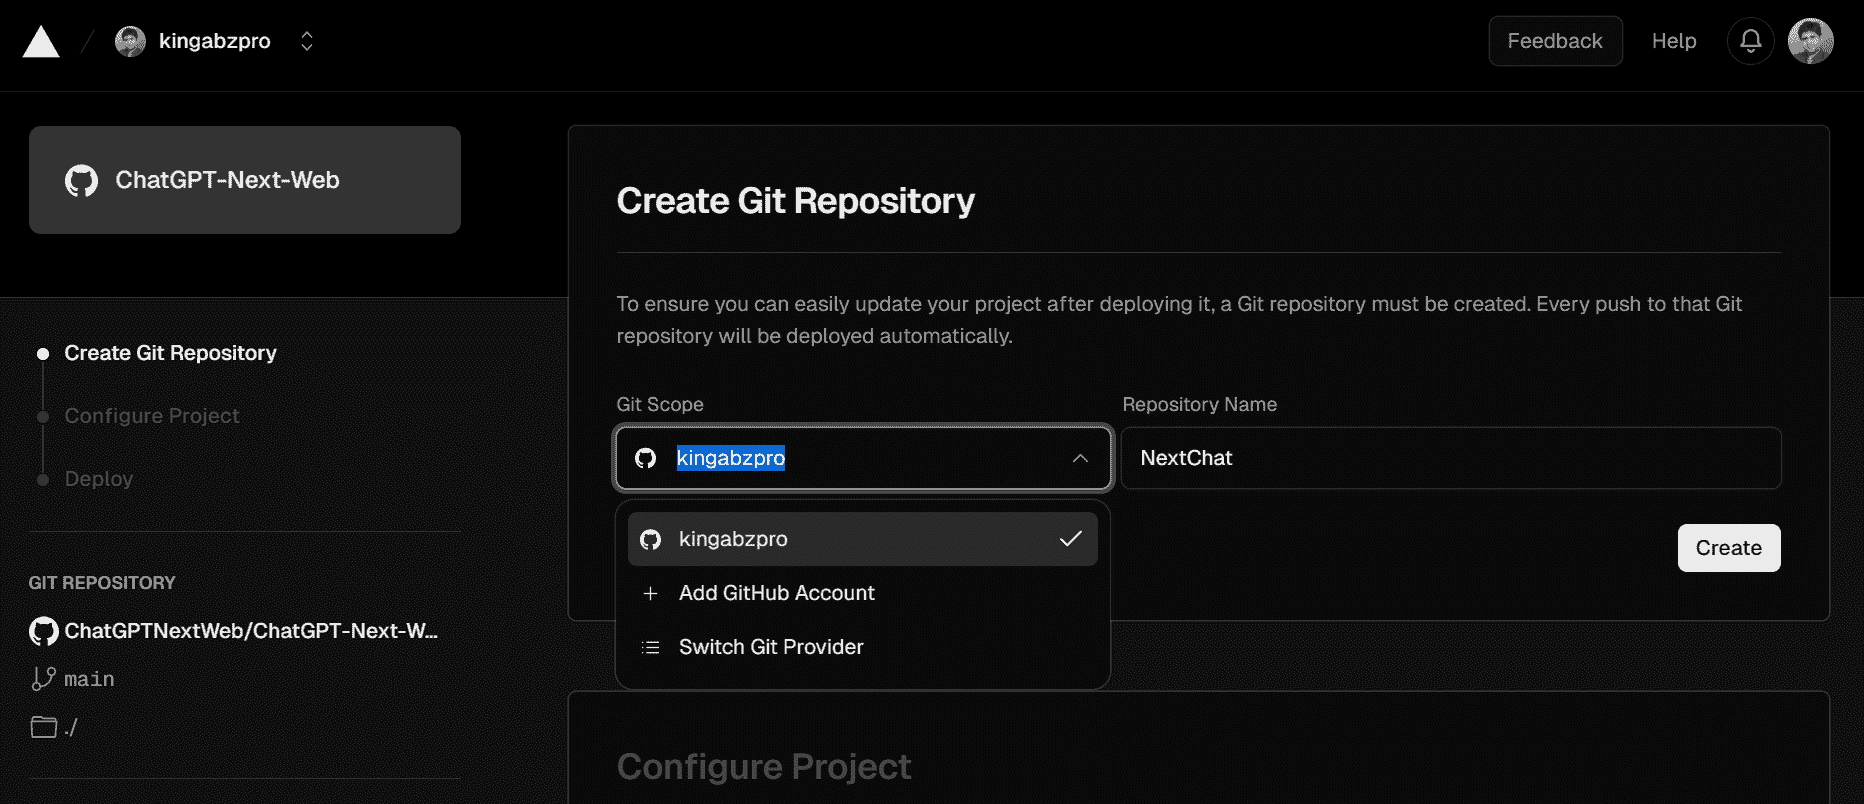 kingabzpro
Feedback
Help
ChatGPT-Next-Web
Create Git Repository
Configure Project
Deploy
GIT REPOSITORY
ChatGPTNextWeb/ChatGPT-Next-W...
main
./
Create Git Repository
To ensure you can easily update your project after deploying it, a Git repository must be created. Every push to that Git
repository will be deployed automatically.
Git Scope
Repository Name
kingabzpro
NextChat
kingabzpro
Add GitHub Account
Switch Git Provider
Create
Configure Project